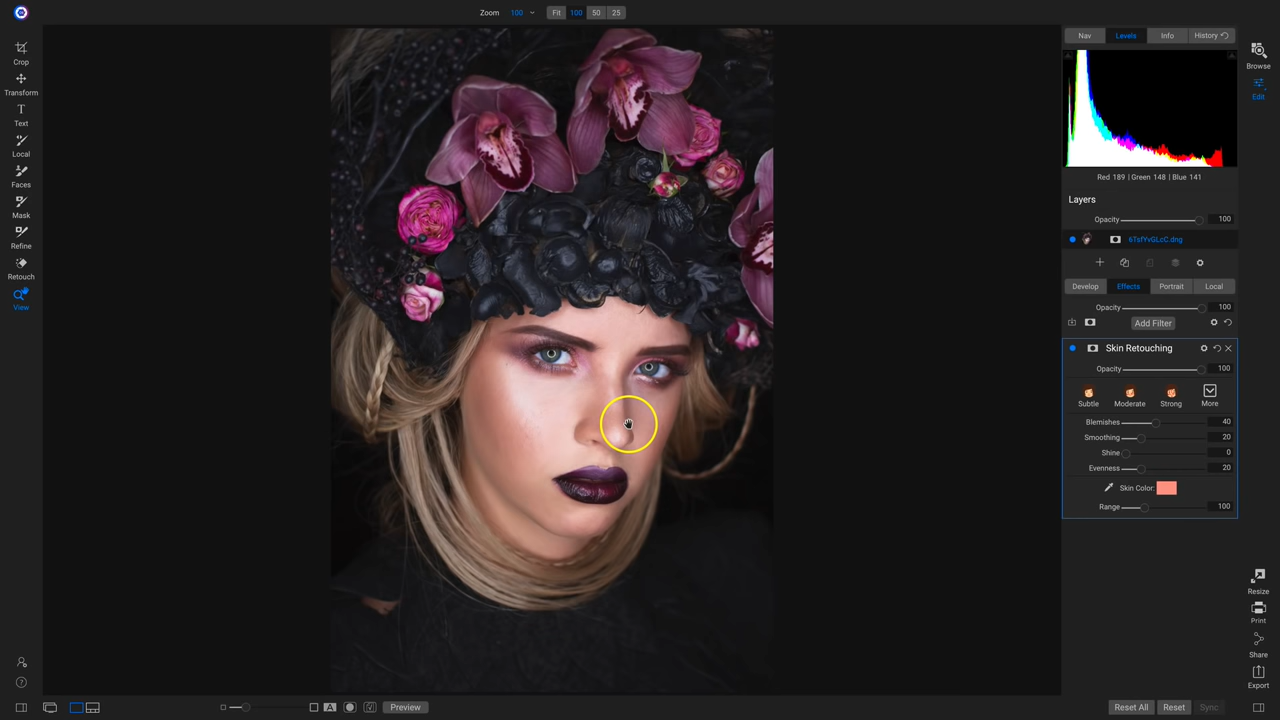 Zoom 100 Fit 100 50 25
Crop
Transform
Text
Local
Faces
Mask
Refine
Retouch
View
Nav Levels Info History
Red 189 | Green 148 | Blue 141
Layers
Opacity 100
6TsfYvGLcC.dng
Develop Effects Portrait Local
Opacity 100
Add Filter
Skin Retouching
Opacity 100
Subtle Moderate Strong More
Blemishes 40
Smoothing 20
Shine 0
Evenness 20
Skin Color:
Range 100
Browse
Edit
Resize
Print
Share
Export
A Preview
Reset All Reset Sync